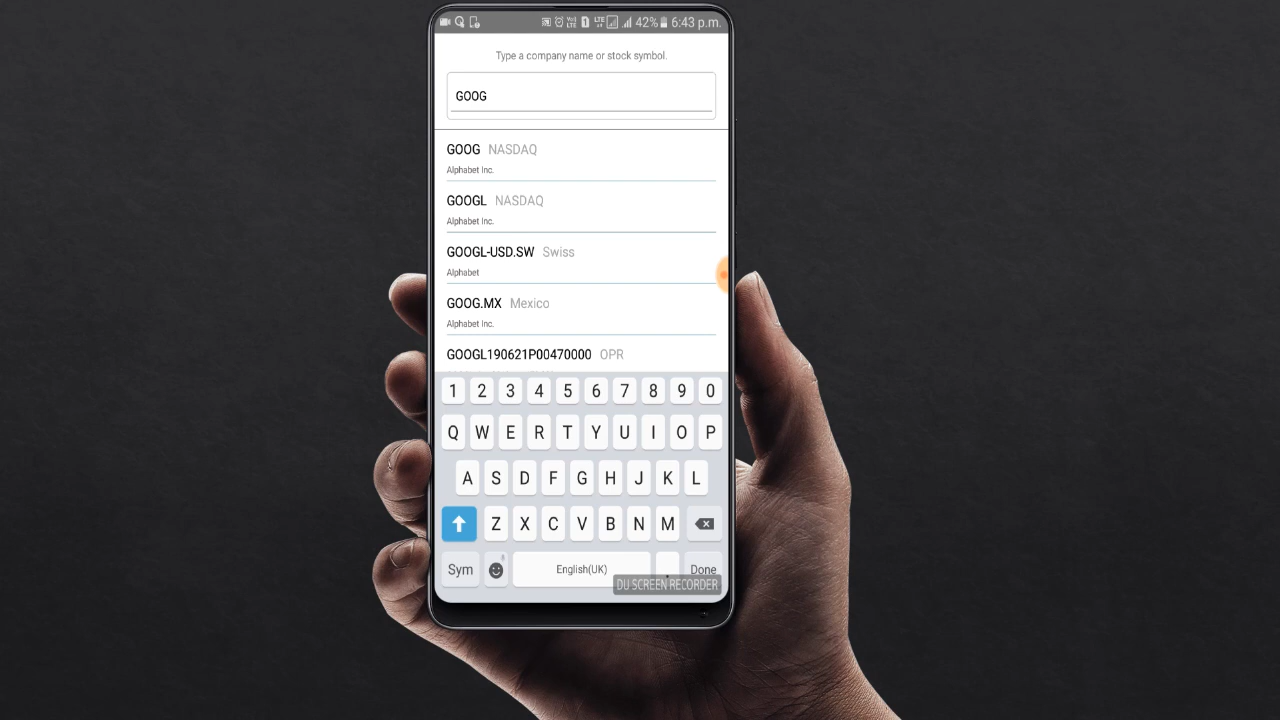 42% 6:43 p.m.
Type a company name or stock symbol.
GOOG
GOOG NASDAQ
Alphabet Inc.
GOOGL NASDAQ
Alphabet Inc.
GOOGL-USD.SW Swiss
Alphabet
GOOG.MX Mexico
Alphabet Inc.
GOOGL190621P00470000 OPR
1 2 3 4 5 6 7 8 9 0
Q W E R T Y U I O P
A S D F G H J K L
Z X C V B N M
Sym English(UK) . Done
DU SCREEN RECORDER